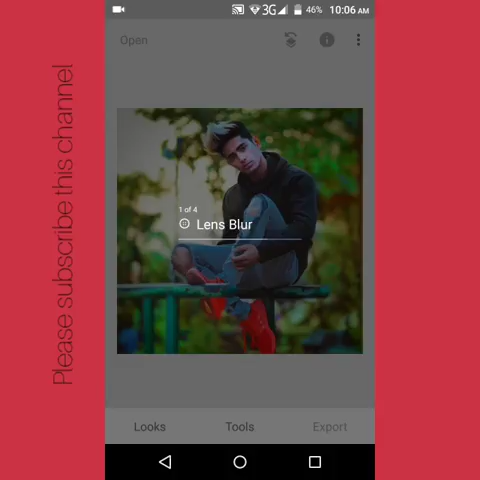 3G 46% 10:06 AM
Open
1 of 4
Lens Blur
Looks Tools Export
Please subscribe this channel